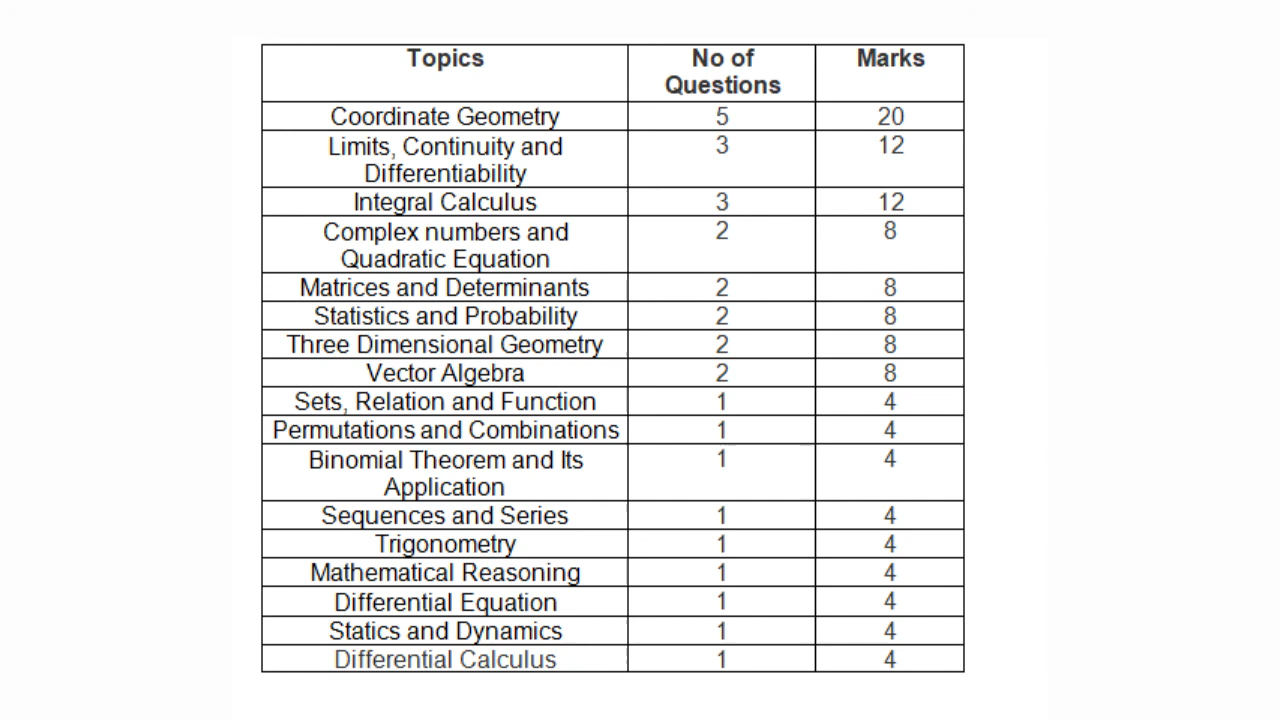 Topics No of Questions Marks
Coordinate Geometry 5 20
Limits, Continuity and Differentiability 3 12
Integral Calculus 3 12
Complex numbers and Quadratic Equation 2 8
Matrices and Determinants 2 8
Statistics and Probability 2 8
Three Dimensional Geometry 2 8
Vector Algebra 2 8
Sets, Relation and Function 1 4
Permutations and Combinations 1 4
Binomial Theorem and Its Application 1 4
Sequences and Series 1 4
Trigonometry 1 4
Mathematical Reasoning 1 4
Differential Equation 1 4
Statics and Dynamics 1 4
Differential Calculus 1 4